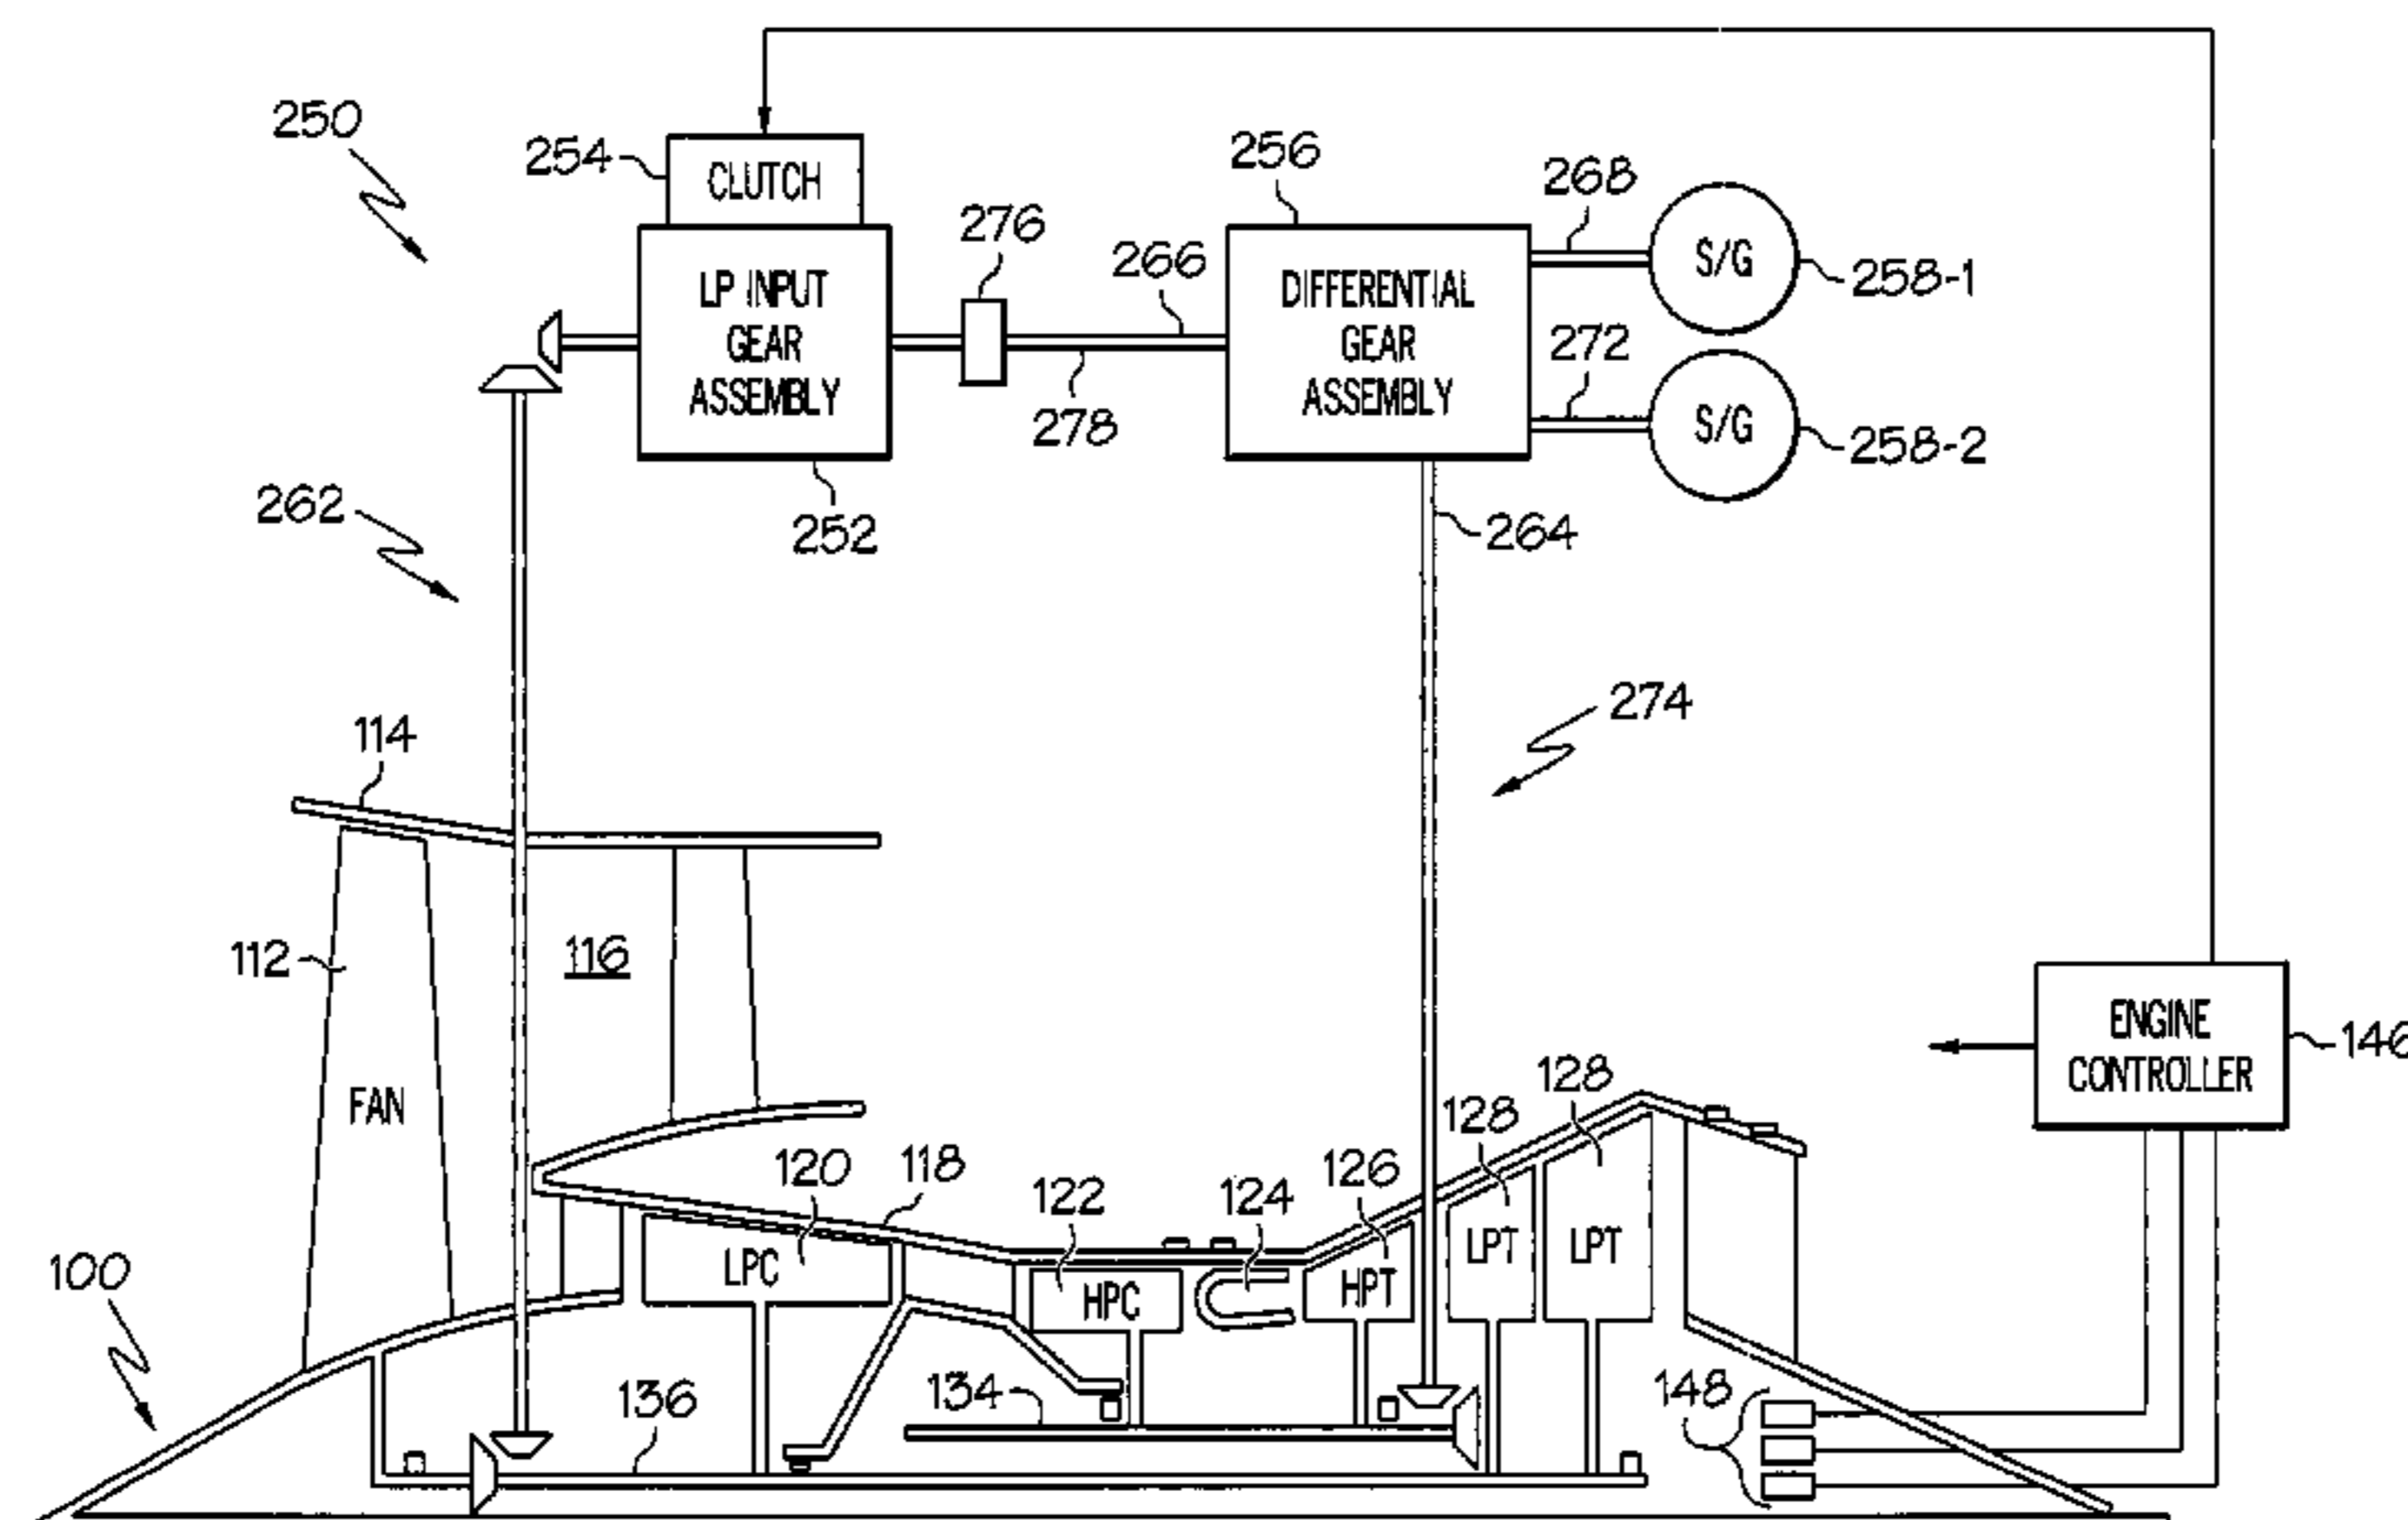 250
254
CLUTCH
256
268
S/G
258-1
276
266
LP INPUT
GEAR
ASSEMBLY
DIFFERENTIAL
GEAR
ASSEMBLY
278
272
S/G
258-2
262
252
264
274
114
112
116
FAN
ENGINE
CONTROLLER
146
128
128
120
118
122
124
126
LPC
HPC
HPT
LPT
LPT
100
136
134
148